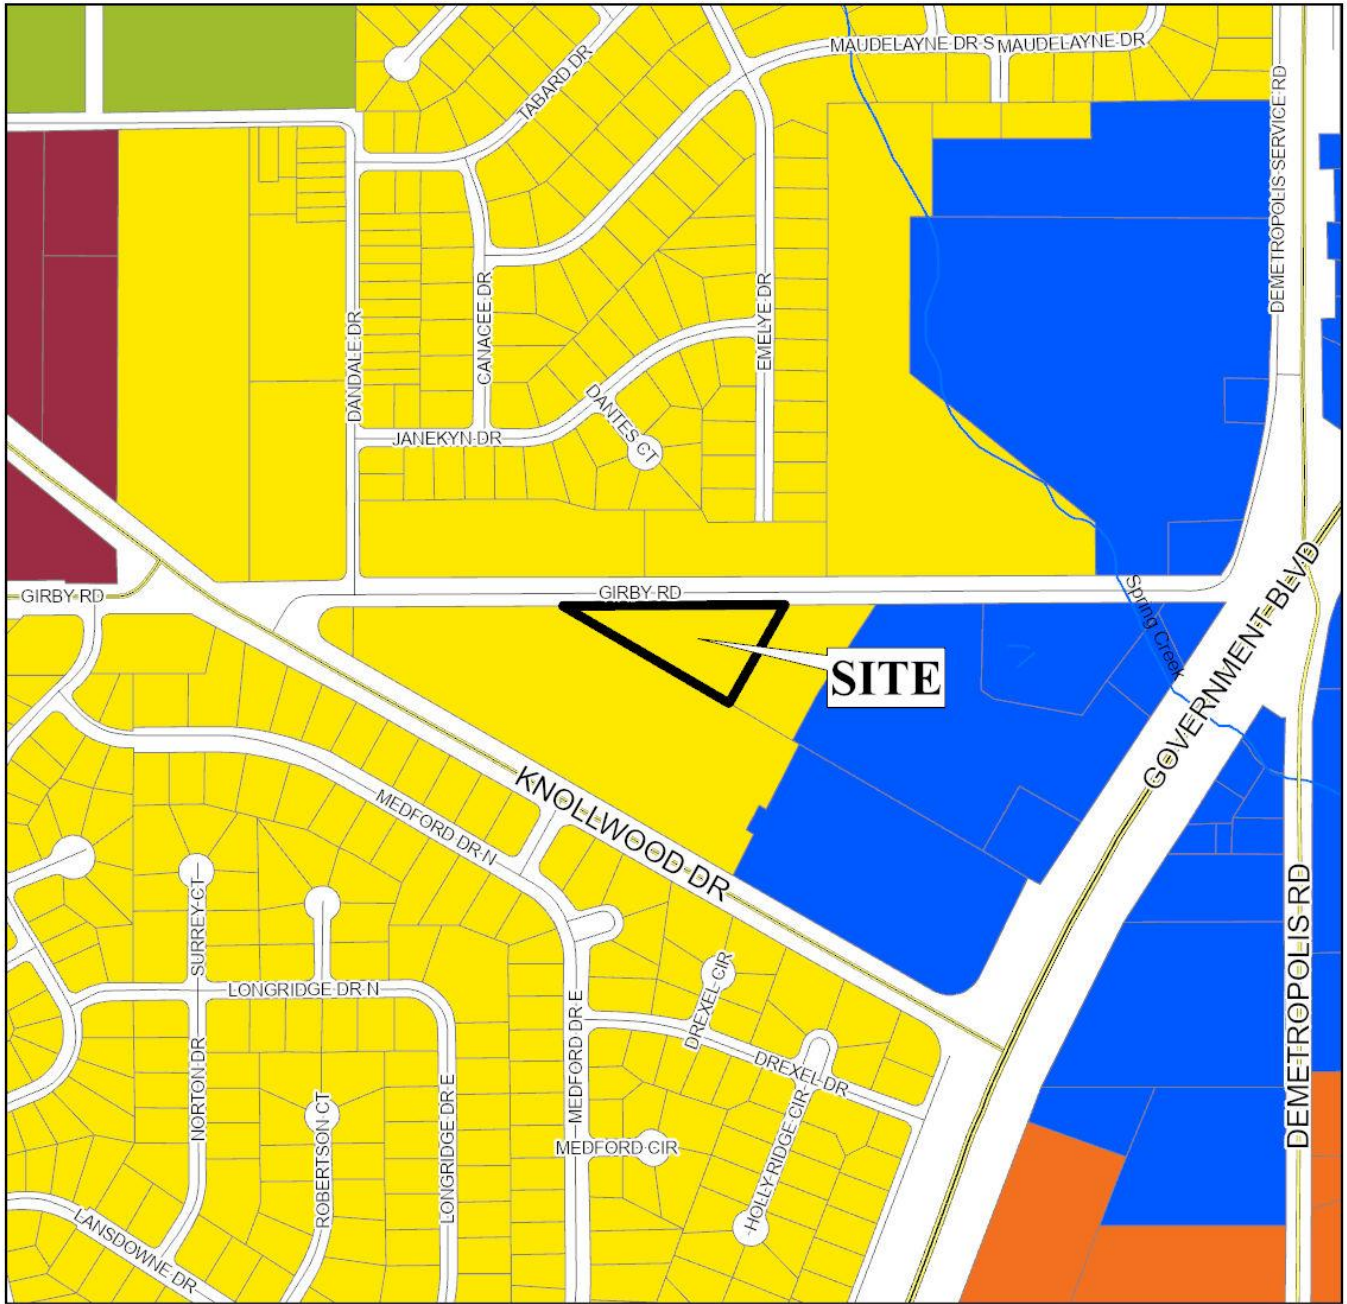 MAUDELAYNE DR S
MAUDELAYNE DR
TABARD DR
DEMETROPOLIS SERVICE RD
CANACEE DR
EMELYE DR
DANDALE DR
DANTES CT
JANEKYN DR
GIRBY RD
GIRBY RD
Spring Creek
GOVERNMENT BLVD
SITE
KNOLLWOOD DR
MEDFORD DR N
SURREY CT
DEMETROPOLIS RD
LONGRIDGE DR N
DREXEL CIR
MEDFORD DR E
NORTON DR
DREXEL DR
ROBERTSON CT
LONGRIDGE DR E
MEDFORD CIR
HOLLY RIDGE CIR
LANSDOWNE DR